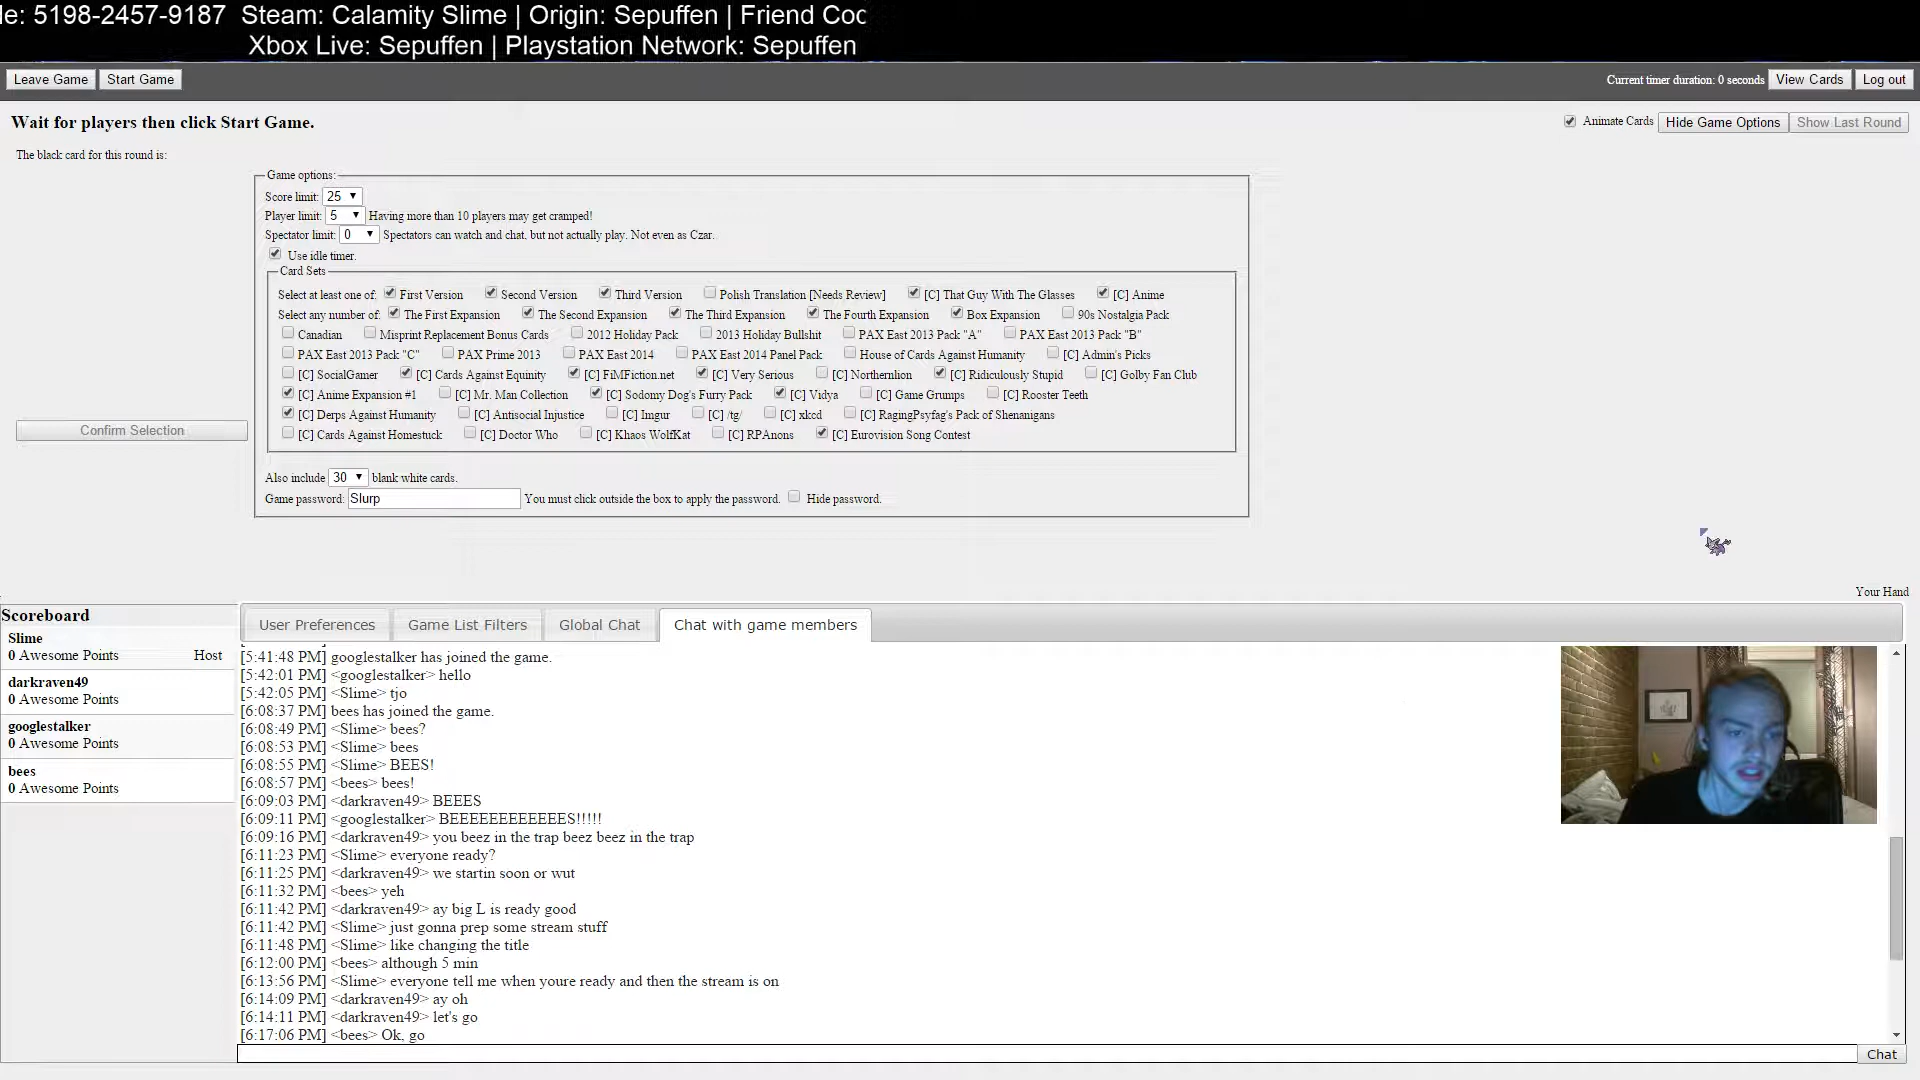 le: 5198-2457-9187 Steam: Calamity Slime | Origin: Sepuffen | Friend Coc
Xbox Live: Sepuffen | Playstation Network: Sepuffen
Leave Game Start Game Current timer duration: 0 seconds View Cards Log out
Wait for players then click Start Game. Animate Cards Hide Game Options Show Last Round
The black card for this round is:
Game options:
Score limit: 25
Player limit: 5 Having more than 10 players may get cramped!
Spectator limit: 0 Spectators can watch and chat, but not actually play. Not even as Czar.
Use idle timer.
Card Sets
Select at least one of: First Version Second Version Third Version Polish Translation [Needs Review] [C] That Guy With The Glasses [C] Anime
Select any number of: The First Expansion The Second Expansion The Third Expansion The Fourth Expansion Box Expansion 90s Nostalgia Pack
Canadian Misprint Replacement Bonus Cards 2012 Holiday Pack 2013 Holiday Bullshit PAX East 2013 Pack "A" PAX East 2013 Pack "B"
PAX East 2013 Pack "C" PAX Prime 2013 PAX East 2014 PAX East 2014 Panel Pack House of Cards Against Humanity [C] Admin's Picks
[C] SocialGamer [C] Cards Against Equinity [C] FiMFiction.net [C] Very Serious [C] Northernlion [C] Ridiculously Stupid [C] Golby Fan Club
[C] Anime Expansion #1 [C] Mr. Man Collection [C] Sodomy Dog's Furry Pack [C] Vidya [C] Game Grumps [C] Rooster Teeth
[C] Derps Against Humanity [C] Antisocial Injustice [C] Imgur [C] /tg/ [C] xkcd [C] RagingPsyfag's Pack of Shenanigans
[C] Cards Against Homestuck [C] Doctor Who [C] Khaos WolfKat [C] RPAnons [C] Eurovision Song Contest
Confirm Selection
Also include 30 blank white cards.
Game password: Slurp You must click outside the box to apply the password. Hide password.
Your Hand
Scoreboard
Slime
0 Awesome Points Host
darkraven49
0 Awesome Points
googlestalker
0 Awesome Points
bees
0 Awesome Points
User Preferences Game List Filters Global Chat Chat with game members
[5:41:48 PM] googlestalker has joined the game.
[5:42:01 PM] <googlestalker> hello
[5:42:05 PM] <Slime> tjo
[6:08:37 PM] bees has joined the game.
[6:08:49 PM] <Slime> bees?
[6:08:53 PM] <Slime> bees
[6:08:55 PM] <Slime> BEES!
[6:08:57 PM] <bees> bees!
[6:09:03 PM] <darkraven49> BEEES
[6:09:11 PM] <googlestalker> BEEEEEEEEEEEEES!!!!!
[6:09:16 PM] <darkraven49> you beez in the trap beez beez in the trap
[6:11:23 PM] <Slime> everyone ready?
[6:11:25 PM] <darkraven49> we startin soon or wut
[6:11:32 PM] <bees> yeh
[6:11:42 PM] <darkraven49> ay big L is ready good
[6:11:42 PM] <Slime> just gonna prep some stream stuff
[6:11:48 PM] <Slime> like changing the title
[6:12:00 PM] <bees> although 5 min
[6:13:56 PM] <Slime> everyone tell me when youre ready and then the stream is on
[6:14:09 PM] <darkraven49> ay oh
[6:14:11 PM] <darkraven49> let's go
[6:17:06 PM] <bees> Ok, go
Chat